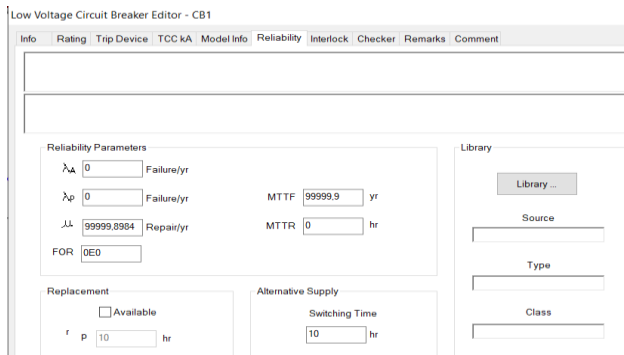 Low Voltage Circuit Breaker Editor - CB1
Info Rating Trip Device TCC kA Model Info Reliability Interlock Checker Remarks Comment
Reliability Parameters
λA 0 Failure/yr
λP 0 Failure/yr
MTTF 99999,9 yr
μ 99999,8984 Repair/yr
MTTR 0 hr
FOR 0E0
Library
Library ...
Source
Type
Class
Replacement
Available
r P 10 hr
Alternative Supply
Switching Time
10 hr